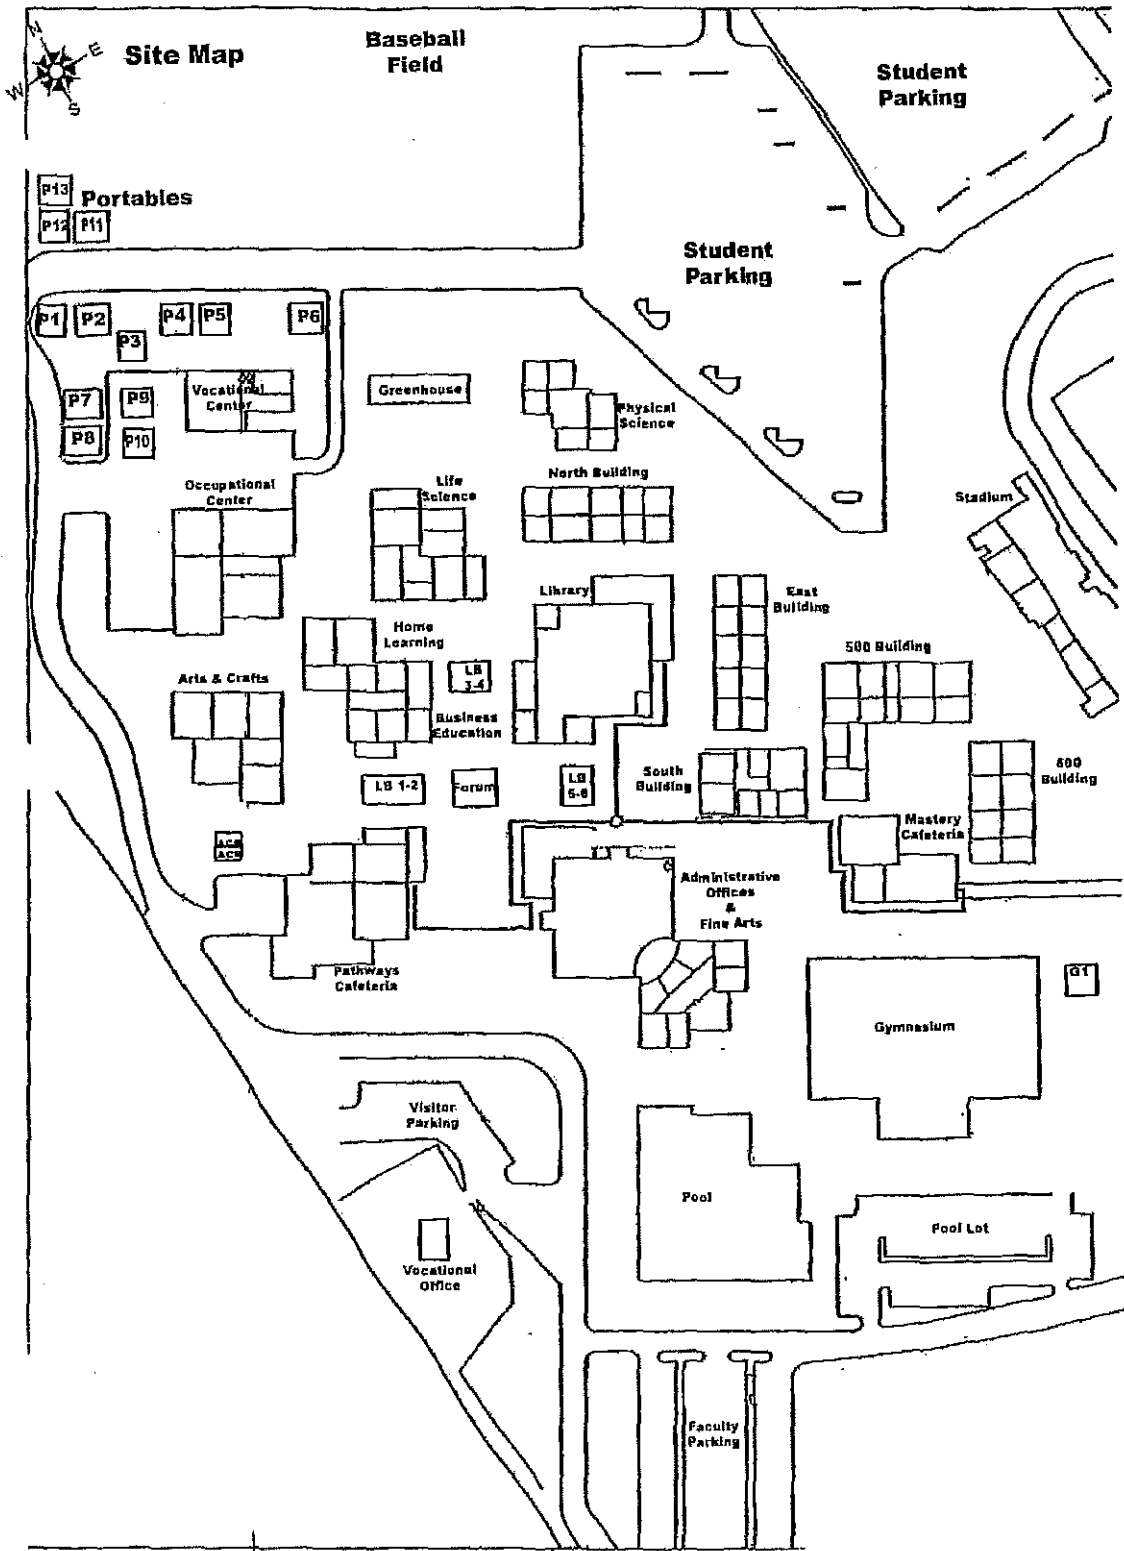 N
E
W
S
Site Map
Baseball
Field
Student
Parking
P13
Portables
P12
P11
Student
Parking
P1
P2
P3
P4
P5
P6
P7
P9
P8
P10
Vocational
Center
Greenhouse
Physical
Science
Occupational
Center
Life
Science
North Building
Stadium
Library
East
Building
Home
Learning
LB
3-4
500 Building
Arts & Crafts
Business
Education
South
Building
600
Building
LB 1-2
Forum
LB
5-6
Mastery
Cafeteria
Administrative
Offices
&
Fine Arts
Pathways
Cafeteria
G1
Gymnasium
Visitor
Parking
Pool
Pool Lot
Vocational
Office
Faculty
Parking